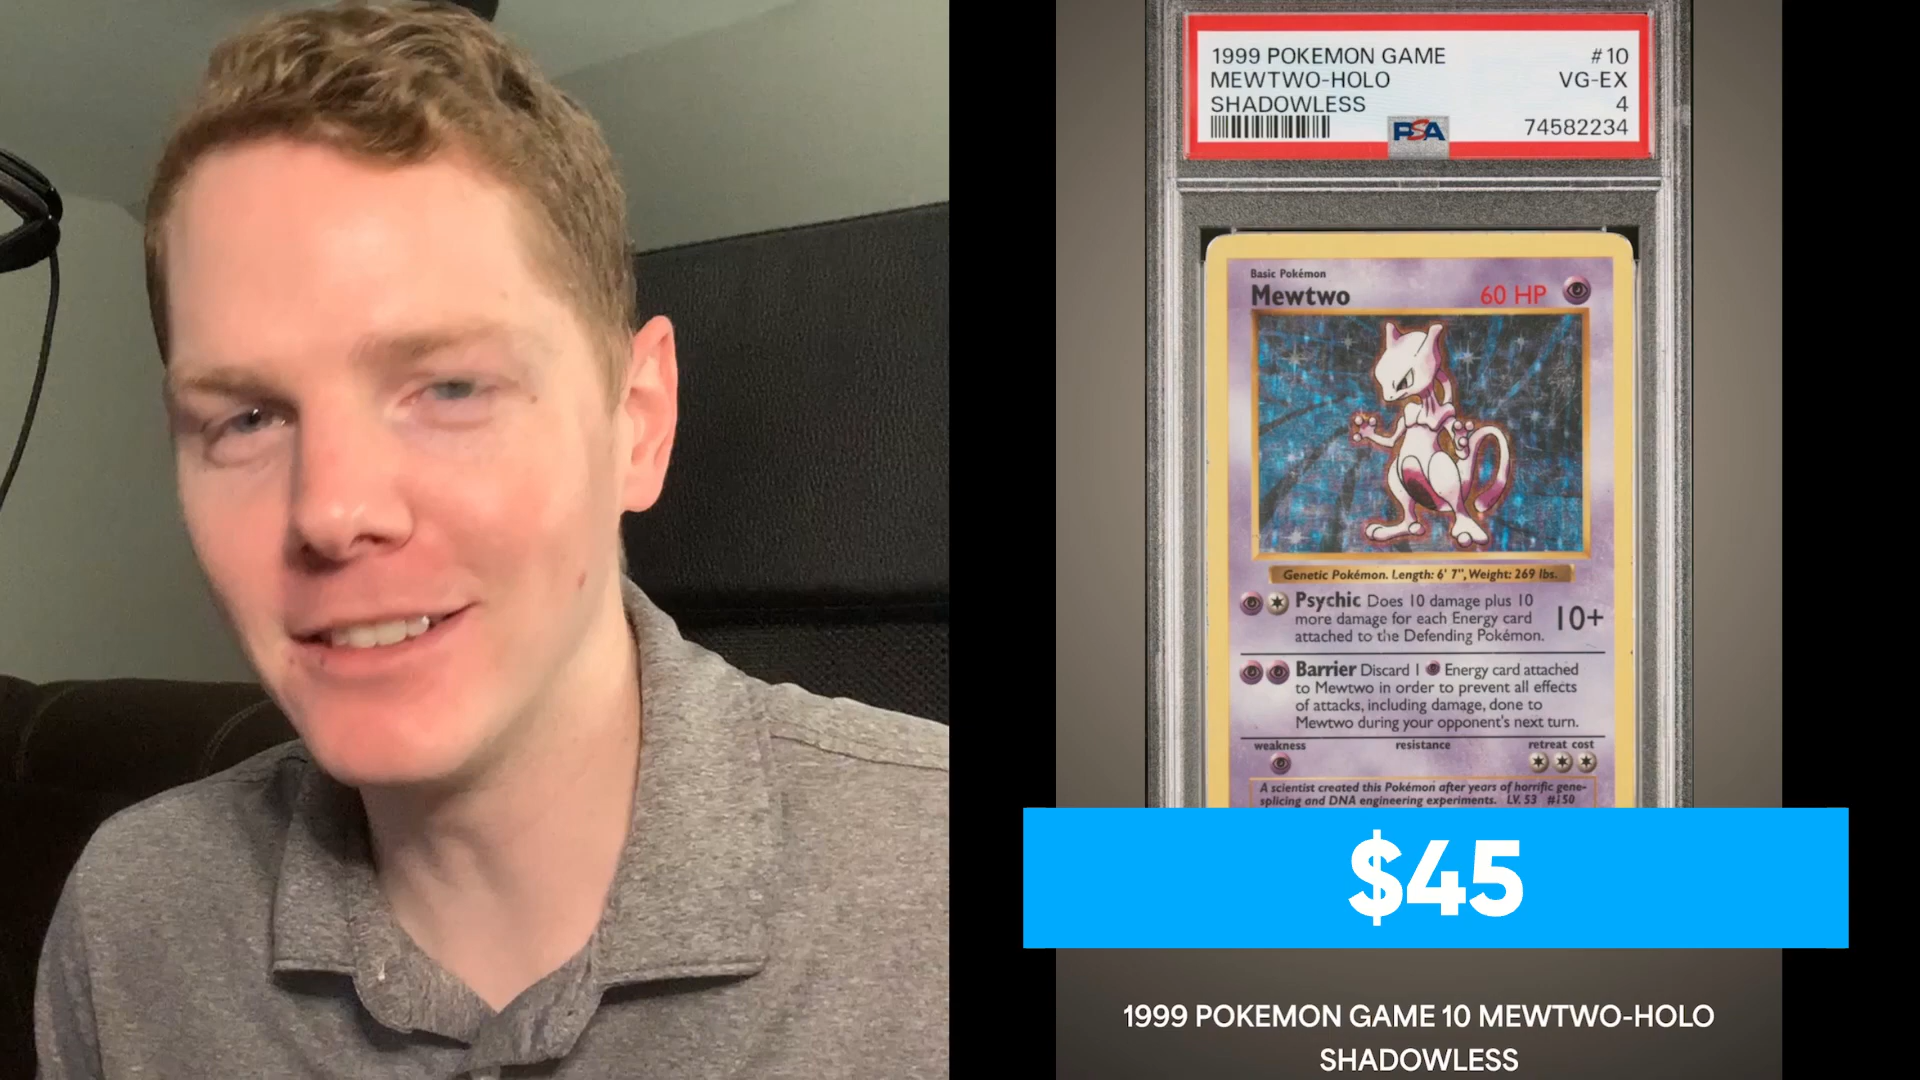 1999 POKEMON GAME #10
MEWTWO-HOLO VG-EX
SHADOWLESS 4
PSA 74582234
Basic Pokémon
Mewtwo 60 HP
Genetic Pokémon. Length: 6' 7", Weight: 269 lbs.
Psychic Does 10 damage plus 10
more damage for each Energy card 10+
attached to the Defending Pokémon.
Barrier Discard 1 Energy card attached
to Mewtwo in order to prevent all effects
of attacks, including damage, done to
Mewtwo during your opponent's next turn.
weakness resistance retreat cost
A scientist created this Pokémon after years of horrific gene-
splicing and DNA engineering experiments. LV. 53 #150
$45
1999 POKEMON GAME 10 MEWTWO-HOLO
SHADOWLESS